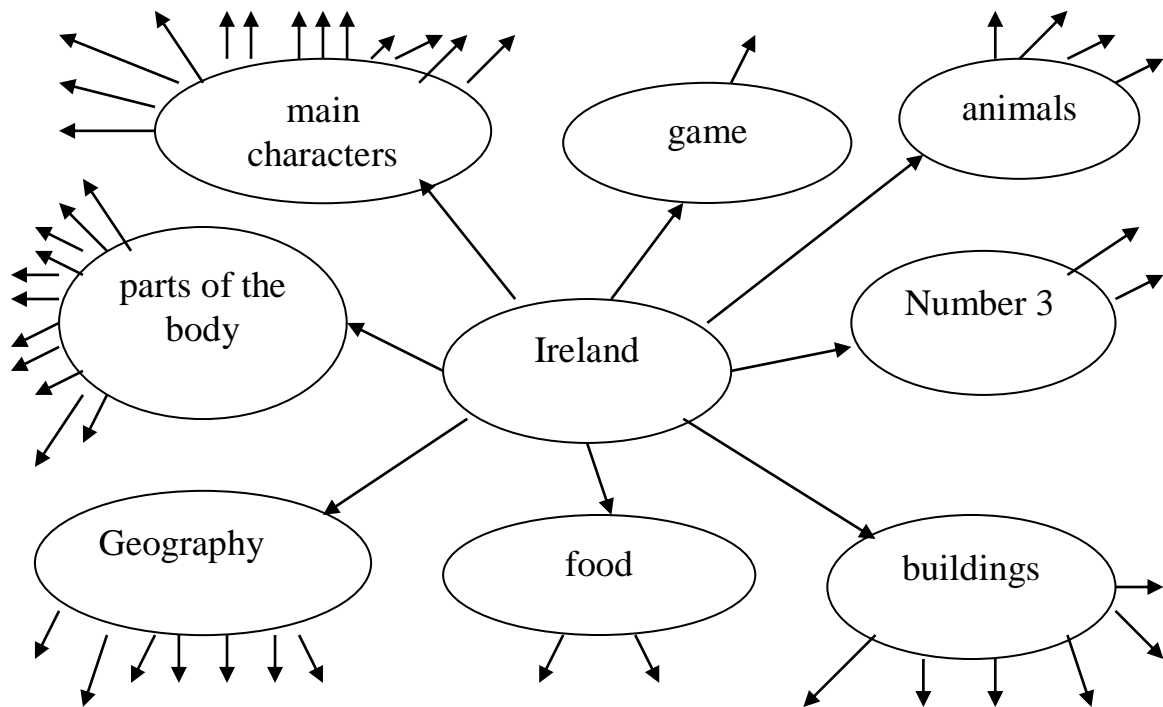 main
characters
game
animals
parts of the
body
Number 3
Ireland
Geography
food
buildings